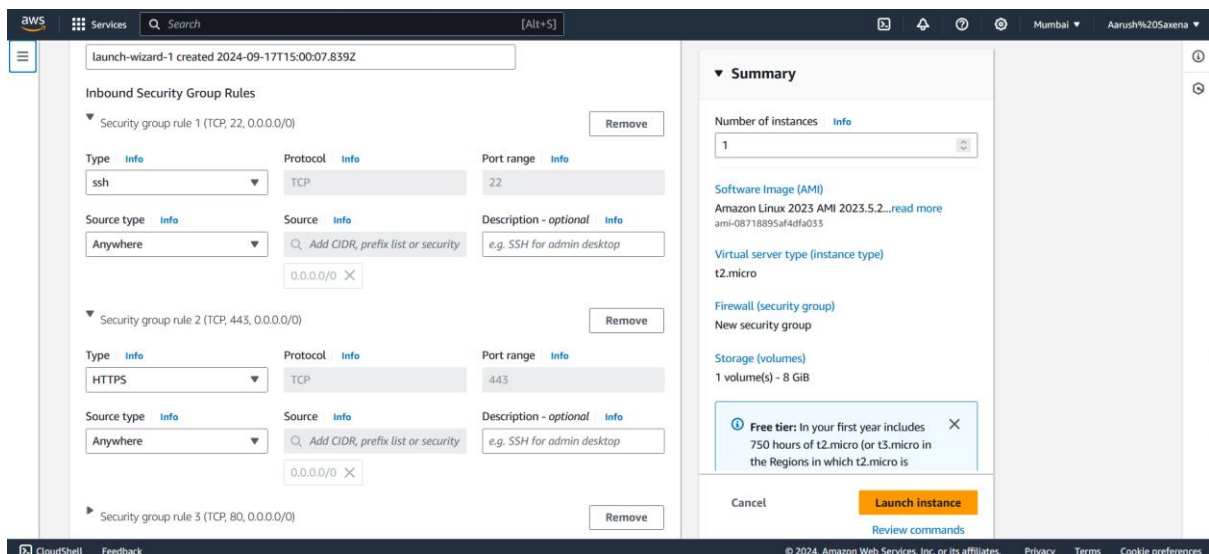 aws
Services
Search
[Alt+S]
Mumbai
Aarush%20Saxena
launch-wizard-1 created 2024-09-17T15:00:07.839Z
Inbound Security Group Rules
Security group rule 1 (TCP, 22, 0.0.0.0/0)
Remove
Type Info
Protocol Info
Port range Info
ssh
TCP
22
Source type Info
Source Info
Description - optional Info
Anywhere
Add CIDR, prefix list or security
e.g. SSH for admin desktop
0.0.0.0/0
Security group rule 2 (TCP, 443, 0.0.0.0/0)
Remove
Type Info
Protocol Info
Port range Info
HTTPS
TCP
443
Source type Info
Source Info
Description - optional Info
Anywhere
Add CIDR, prefix list or security
e.g. SSH for admin desktop
0.0.0.0/0
Security group rule 3 (TCP, 80, 0.0.0.0/0)
Remove
Summary
Number of instances Info
1
Software Image (AMI)
Amazon Linux 2023 AMI 2023.5.2...read more
ami-08718895af4dfa033
Virtual server type (instance type)
t2.micro
Firewall (security group)
New security group
Storage (volumes)
1 volume(s) - 8 GiB
Free tier: In your first year includes
750 hours of t2.micro (or t3.micro in
the Regions in which t2.micro is
Cancel
Launch instance
Review commands
CloudShell
Feedback
© 2024, Amazon Web Services, Inc. or its affiliates.
Privacy
Terms
Cookie preferences